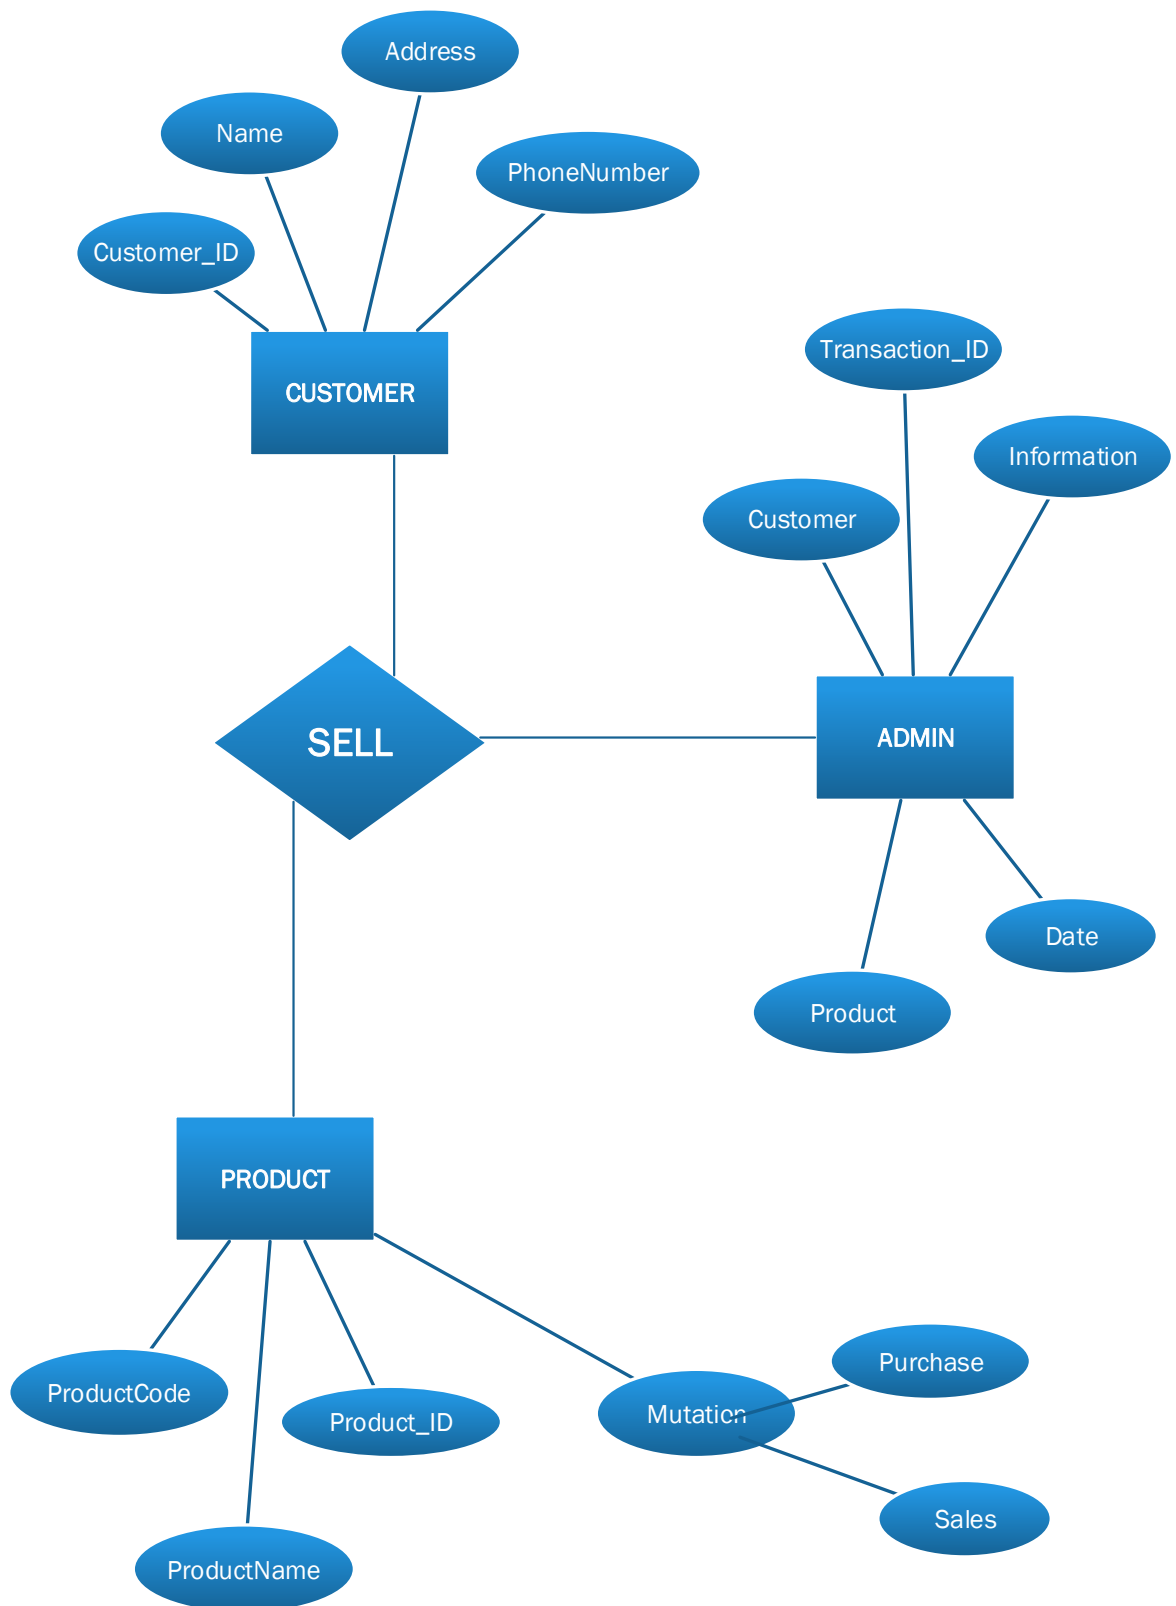 Address
Name
PhoneNumber
Customer_ID
CUSTOMER
Transaction_ID
Information
Customer
SELL
ADMIN
Date
Product
PRODUCT
Purchase
ProductCode
Product_ID
Mutation
Sales
ProductName